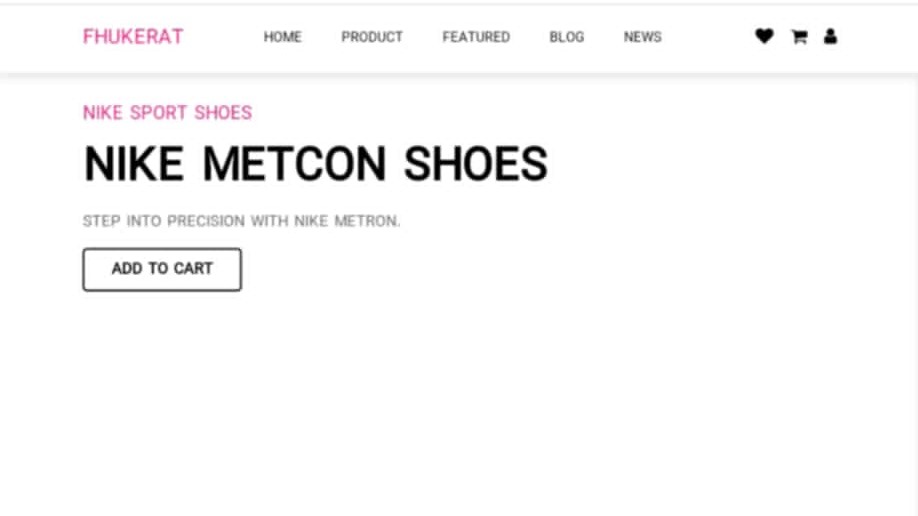 FHUKERAT HOME PRODUCT FEATURED BLOG NEWS
NIKE SPORT SHOES
NIKE METCON SHOES
STEP INTO PRECISION WITH NIKE METRON.
ADD TO CART